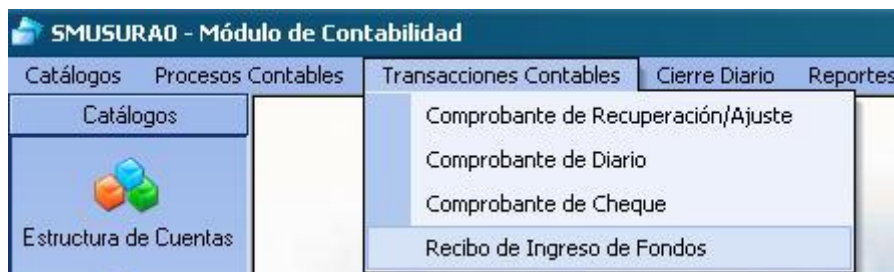 SMUSURA0 - Módulo de Contabilidad
Catálogos Procesos Contables Transacciones Contables Cierre Diario Reportes
Catálogos
Estructura de Cuentas
Comprobante de Recuperación/Ajuste
Comprobante de Diario
Comprobante de Cheque
Recibo de Ingreso de Fondos